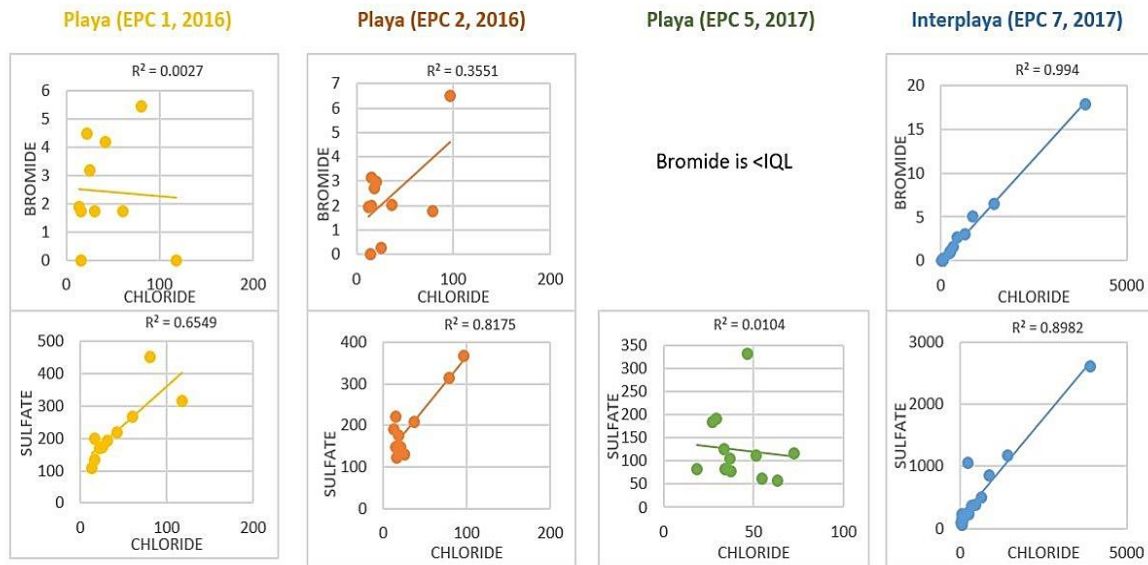 Playa (EPC 1, 2016)
Playa (EPC 2, 2016)
Playa (EPC 5, 2017)
Interplaya (EPC 7, 2017)
R² = 0.0027
6
5
4
3
2
1
0
BROMIDE
0
100
200
CHLORIDE
R² = 0.3551
7
6
5
4
3
2
1
0
BROMIDE
0
100
200
CHLORIDE
Bromide is <IQL
R² = 0.994
20
15
10
5
0
BROMIDE
0
5000
CHLORIDE
R² = 0.6549
500
400
300
200
100
0
SULFATE
0
100
200
CHLORIDE
R² = 0.8175
400
300
200
100
0
SULFATE
0
100
200
CHLORIDE
R² = 0.0104
350
300
250
200
150
100
50
0
SULFATE
0
50
100
CHLORIDE
R² = 0.8982
3000
2000
1000
0
SULFATE
0
5000
CHLORIDE